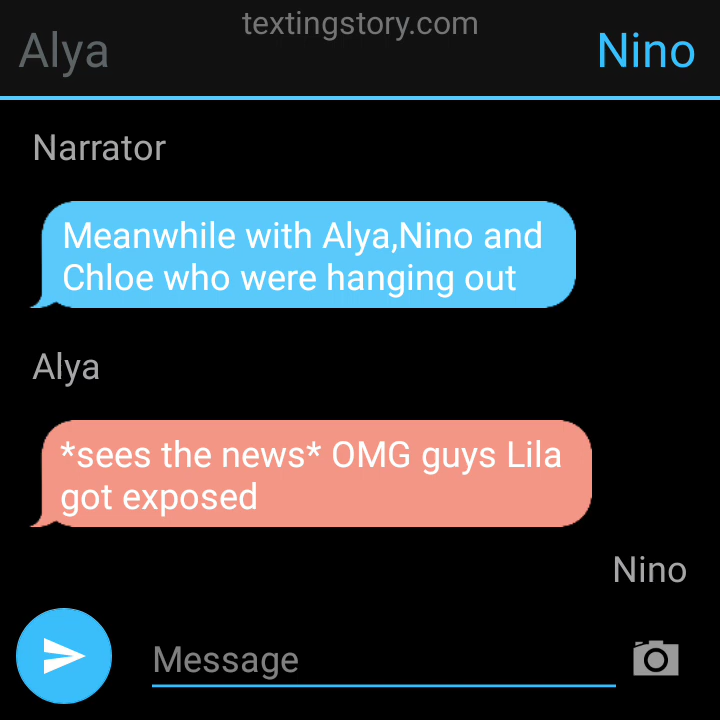 textingstory.com
Alya
Nino
Narrator
Meanwhile with Alya,Nino and
Chloe who were hanging out
Alya
*sees the news* OMG guys Lila
got exposed
Nino
Message